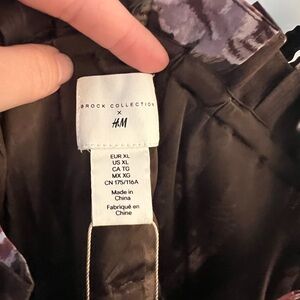 BROCK COLLECTION
X
H&M
EUR XL
US XL
CA TG
MX XG
CN 175/116A
Made in
China
Fabriqué en
Chine